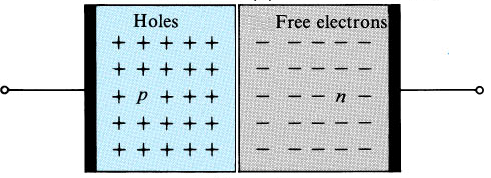 Holes
Free electrons
+ + + + +
− − − − −
+ + + + +
− − − − −
+ p + + +
− − − n −
+ + + + +
− − − − −
+ + + + +
− − − − −